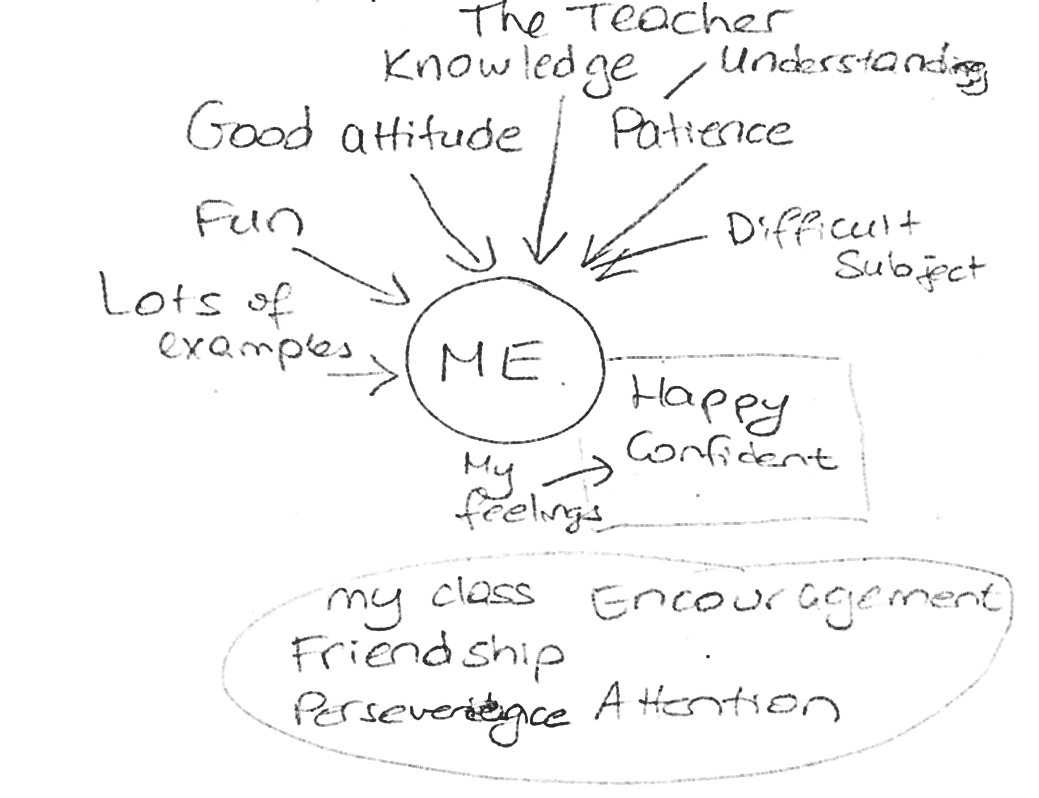 The Teacher
Knowledge Understanding
Good attitude Patience
Fun
Difficult
Subject
Lots of
examples
ME
Happy
Confident
My
feelings
my class Encouragement
Friendship
Attention